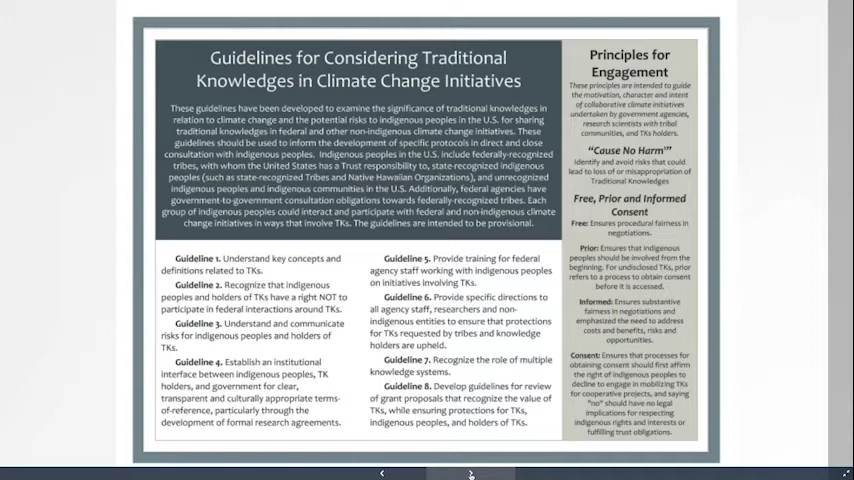 Guidelines for Considering Traditional
Knowledges in Climate Change Initiatives
These guidelines have been developed to examine the significance of traditional knowledges in
relation to climate change and the potential risks to indigenous peoples in the U.S. for sharing
traditional knowledges in federal and other non-indigenous climate change initiatives. These
guidelines should be used to inform the development of specific protocols in direct and close
consultation with indigenous peoples. Indigenous peoples in the U.S. include federally-recognized
tribes, with whom the United States has a Trust responsibility to, state-recognized indigenous
peoples (such as state-recognized Tribes and Native Hawaiian Organizations), and unrecognized
indigenous peoples and indigenous communities in the U.S. Additionally, federal agencies have
government-to-government consultation obligations towards federally-recognized tribes. Each
group of indigenous peoples could interact and participate with federal and non-indigenous climate
change initiatives in ways that involve TKs. The guidelines are intended to be provisional.
Guideline 1. Understand key concepts and
definitions related to TKs.
Guideline 2. Recognize that indigenous
peoples and holders of TKs have a right NOT to
participate in federal interactions around TKs.
Guideline 3. Understand and communicate
risks for indigenous peoples and holders of
TKs.
Guideline 4. Establish an institutional
interface between indigenous peoples, TK
holders, and government for clear,
transparent and culturally appropriate terms-
of-reference, particularly through the
development of formal research agreements.
Guideline 5. Provide training for federal
agency staff working with indigenous peoples
on initiatives involving TKs.
Guideline 6. Provide specific directions to
all agency staff, researchers and non-
indigenous entities to ensure that protections
for TKs requested by tribes and knowledge
holders are upheld.
Guideline 7. Recognize the role of multiple
knowledge systems.
Guideline 8. Develop guidelines for review
of grant proposals that recognize the value of
TKs, while ensuring protections for TKs,
indigenous peoples, and holders of TKs.
Principles for
Engagement
These principles are intended to guide
the motivation, character and intent
of collaborative climate initiatives
undertaken by government agencies,
research scientists with tribal
communities, and TKs holders.
“Cause No Harm”
Identify and avoid risks that could
lead to loss of or misappropriation of
Traditional Knowledges
Free, Prior and Informed
Consent
Free: Ensures procedural fairness in
negotiations.
Prior: Ensures that indigenous
peoples should be involved from the
beginning. For undisclosed TKs, prior
refers to a process to obtain consent
before it is accessed.
Informed: Ensures substantive
fairness in negotiations and
emphasized the need to address
costs and benefits, risks and
opportunities.
Consent: Ensures that processes for
obtaining consent should first affirm
the right of indigenous peoples to
decline to engage in mobilizing TKs
for cooperative projects, and saying
"no" should have no legal
implications for respecting
indigenous rights and interests or
fulfilling trust obligations.